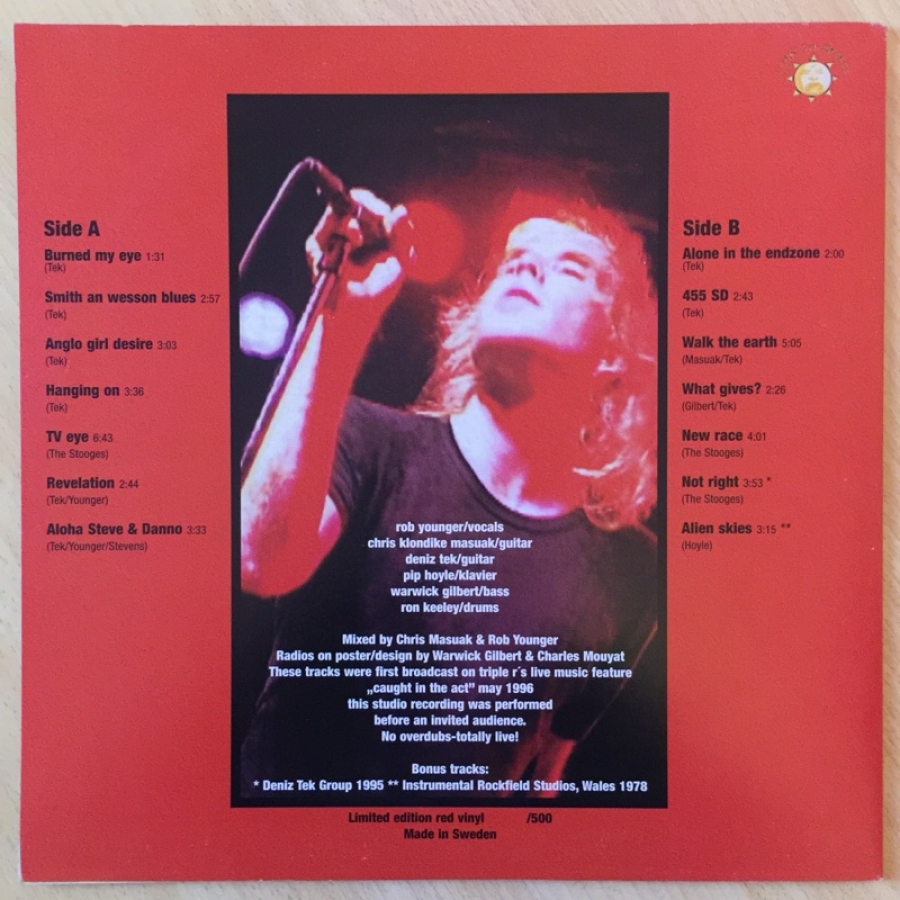 Side A
Burned my eye 1:31
(Tek)
Smith an wesson blues 2:57
(Tek)
Anglo girl desire 3:03
(Tek)
Hanging on 3:36
(Tek)
TV eye 6:43
(The Stooges)
Revelation 2:44
(Tek/Younger)
Aloha Steve & Danno 3:33
(Tek/Younger/Stevens)
Side B
Alone in the endzone 2:00
(Tek)
455 SD 2:43
(Tek)
Walk the earth 5:05
(Masuak/Tek)
What gives? 2:26
(Gilbert/Tek)
New race 4:01
(The Stooges)
Not right 3:53 *
(The Stooges)
Alien skies 3:15 **
(Hoyle)
rob younger/vocals
chris klondike masuak/guitar
deniz tek/guitar
pip hoyle/klavier
warwick gilbert/bass
ron keeley/drums
Mixed by Chris Masuak & Rob Younger
Radios on poster/design by Warwick Gilbert & Charles Mouyat
These tracks were first broadcast on triple r´s live music feature
„caught in the act” may 1996
this studio recording was performed
before an invited audience.
No overdubs-totally live!
Bonus tracks:
* Deniz Tek Group 1995 ** Instrumental Rockfield Studios, Wales 1978
Limited edition red vinyl /500
Made in Sweden